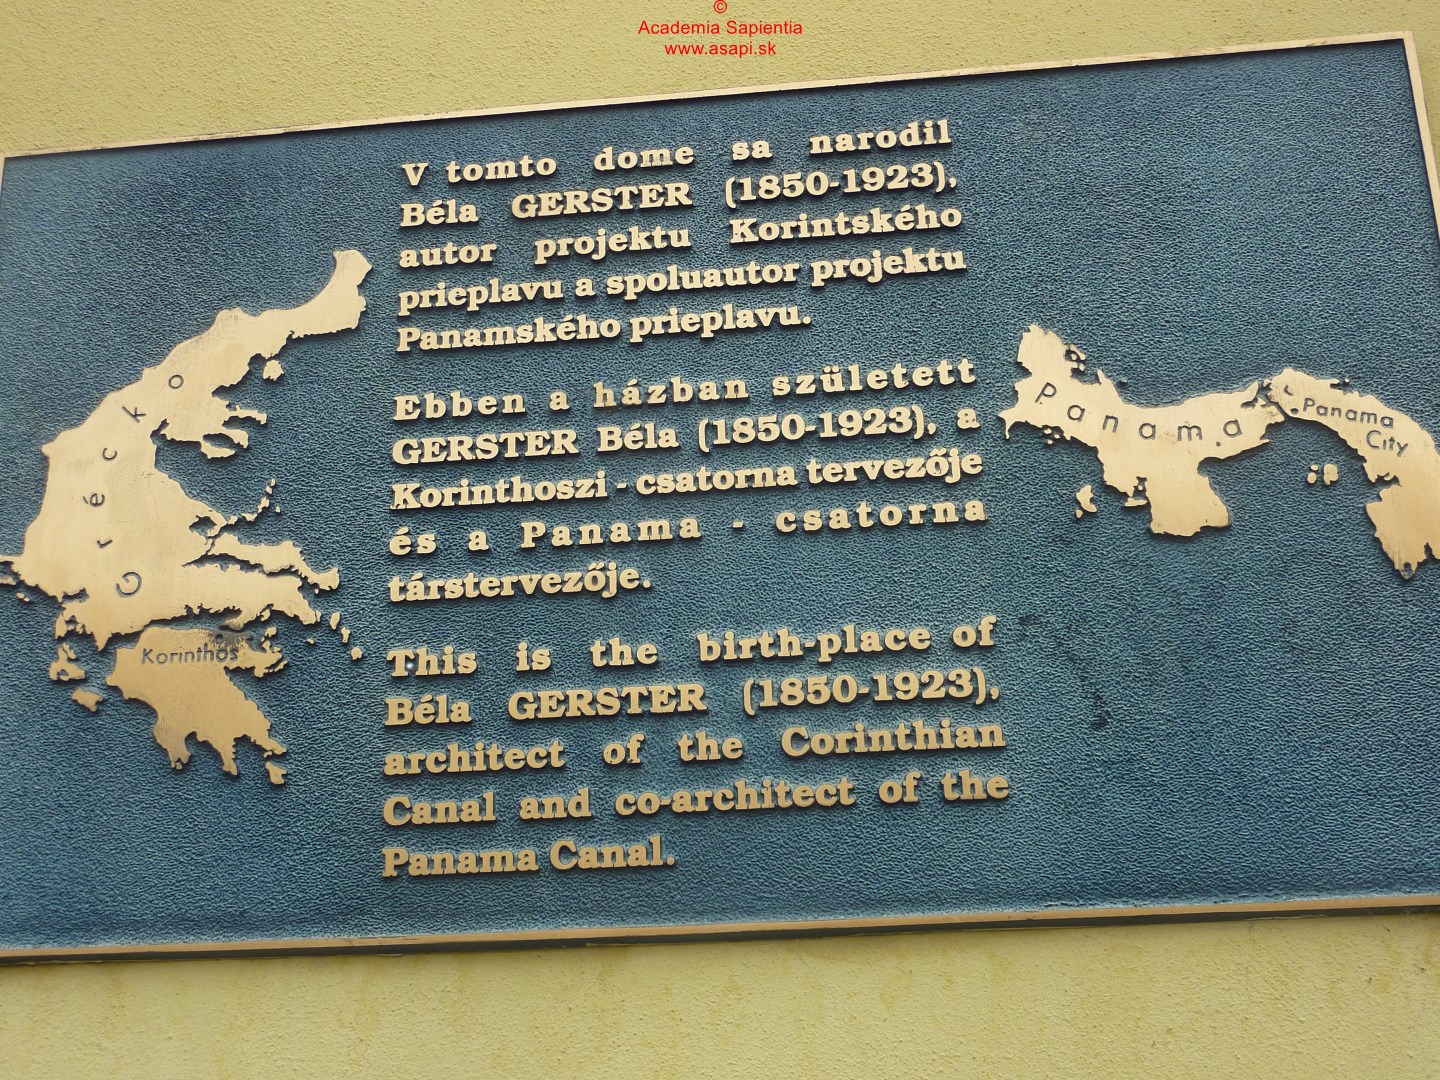 ©
Academia Sapientia
www.asapi.sk
V tomto dome sa narodil
Béla GERSTER (1850-1923),
autor projektu Korintského
prieplavu a spoluautor projektu
Panamského prieplavu.
Ebben a házban született
GERSTER Béla (1850-1923), a
Korinthoszi - csatorna tervezője
és a Panama - csatorna
társtervezője.
This is the birth-place of
Béla GERSTER (1850-1923),
architect of the Corinthian
Canal and co-architect of the
Panama Canal.
Grécko
Korinthos
Panama
Panama
City